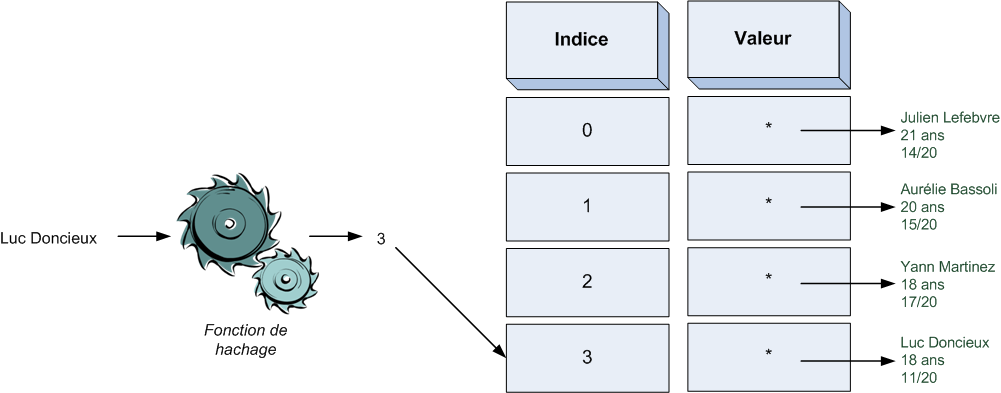 Indice
Valeur
0
*
Julien Lefebvre
21 ans
14/20
1
*
Aurélie Bassoli
20 ans
15/20
Luc Doncieux
3
Fonction de
hachage
2
*
Yann Martinez
18 ans
17/20
3
*
Luc Doncieux
18 ans
11/20